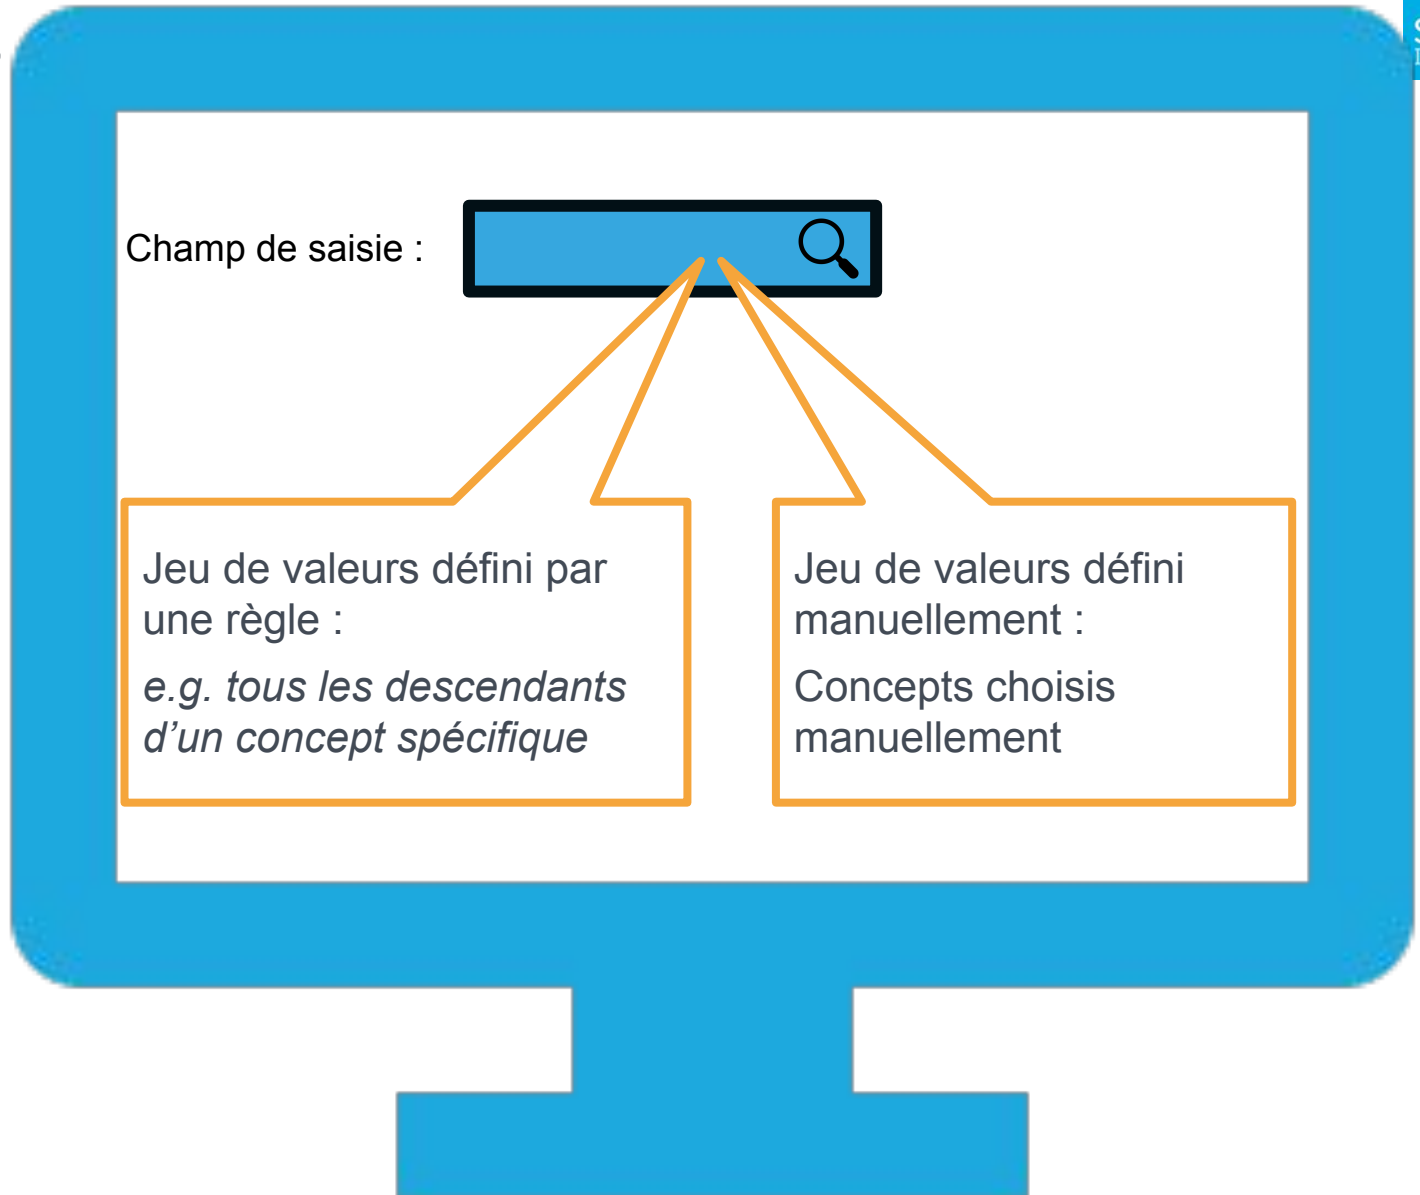 Champ de saisie :
Jeu de valeurs défini par
une règle :
e.g. tous les descendants
d’un concept spécifique
Jeu de valeurs défini
manuellement :
Concepts choisis
manuellement